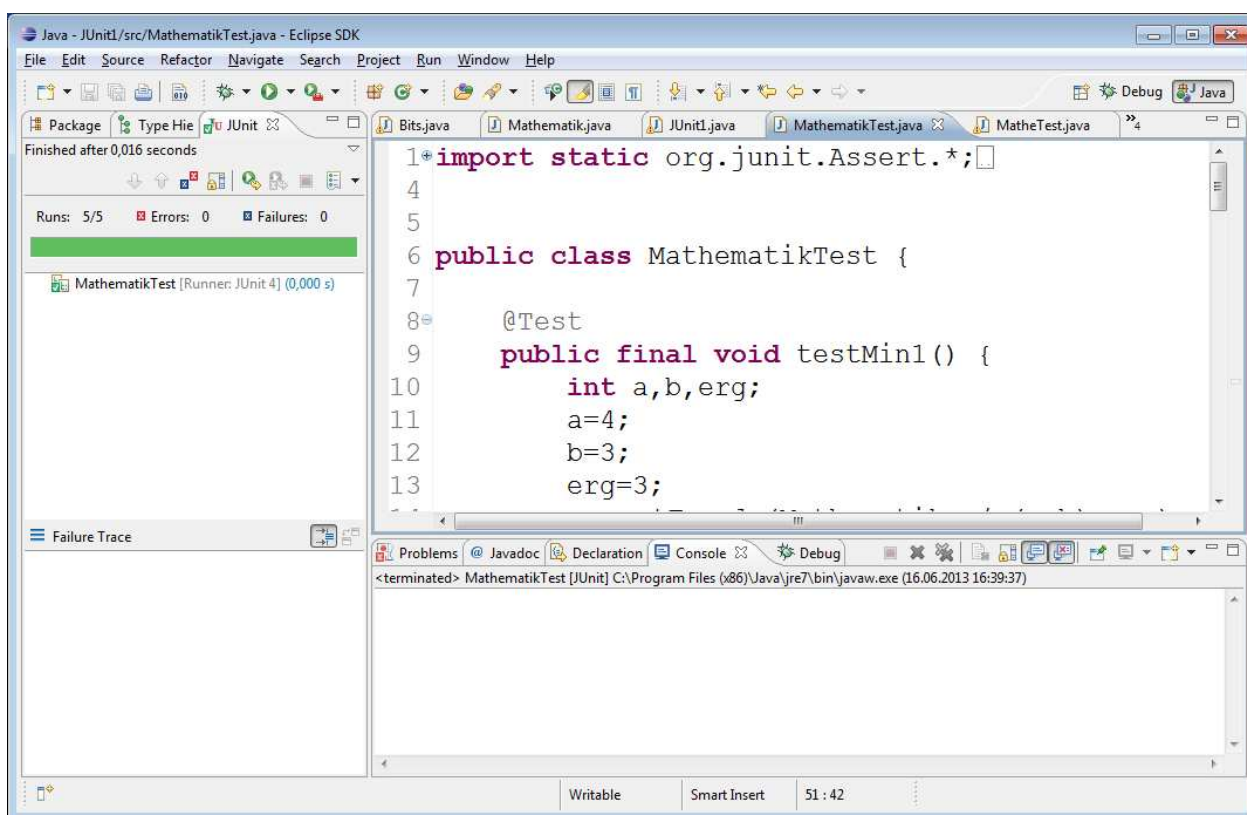 Java - JUnit1/src/MathematikTest.java - Eclipse SDK
File Edit Source Refactor Navigate Search Project Run Window Help
Debug Java
Package Type Hie JUnit
Finished after 0,016 seconds
Runs: 5/5 Errors: 0 Failures: 0
MathematikTest [Runner: JUnit 4] (0,000 s)
Failure Trace
Bits.java Mathematik.java JUnit1.java MathematikTest.java MatheTest.java »4
1 import static org.junit.Assert.*;
4
5
6 public class MathematikTest {
7
8 @Test
9 public final void testMin1() {
10 int a,b,erg;
11 a=4;
12 b=3;
13 erg=3;
Problems @ Javadoc Declaration Console Debug
<terminated> MathematikTest [JUnit] C:\Program Files (x86)\Java\jre7\bin\javaw.exe (16.06.2013 16:39:37)
Writable Smart Insert 51 : 42